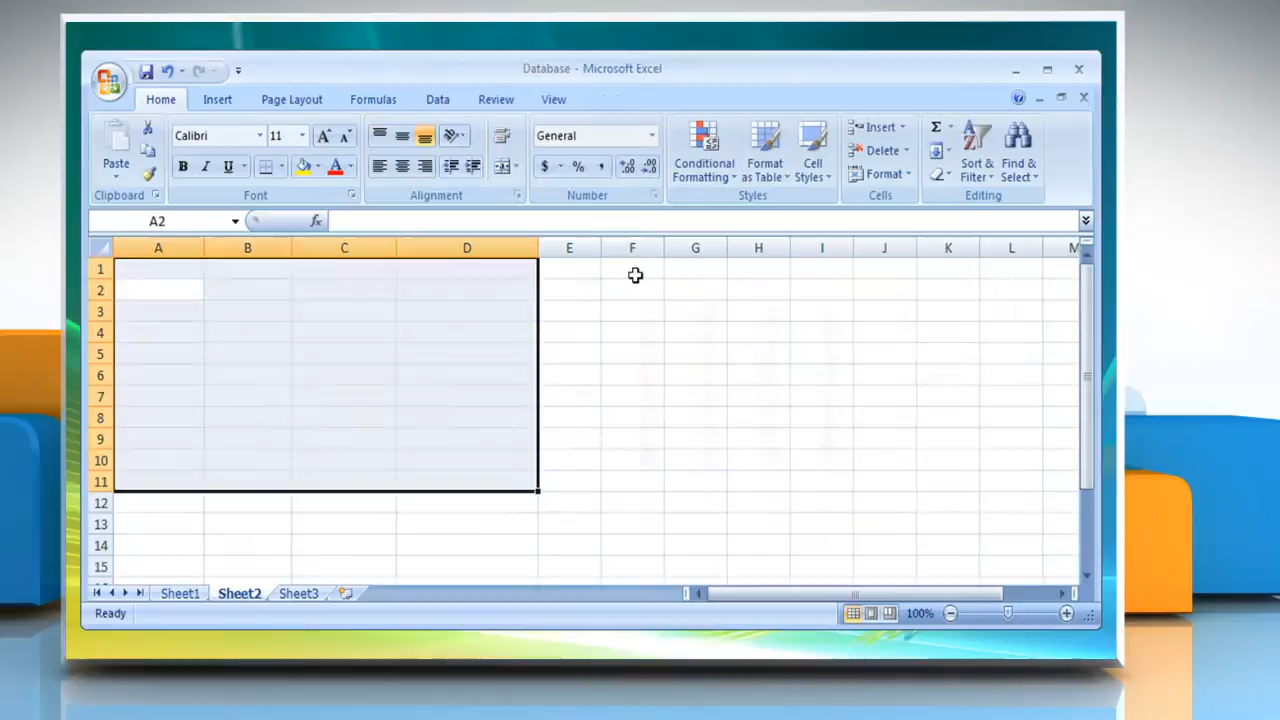 Database - Microsoft Excel
Home Insert Page Layout Formulas Data Review View
Calibri 11 General
Paste
Conditional Formatting Format as Table Cell Styles
Insert
Delete
Format
Σ
Sort & Filter Find & Select
$ % ,
B I U A
Clipboard Font Alignment Number Styles Cells Editing
A2 fx
A B C D E F G H I J K L M
1
2
3
4
5
6
7
8
9
10
11
12
13
14
15
Sheet1 Sheet2 Sheet3
Ready 100%